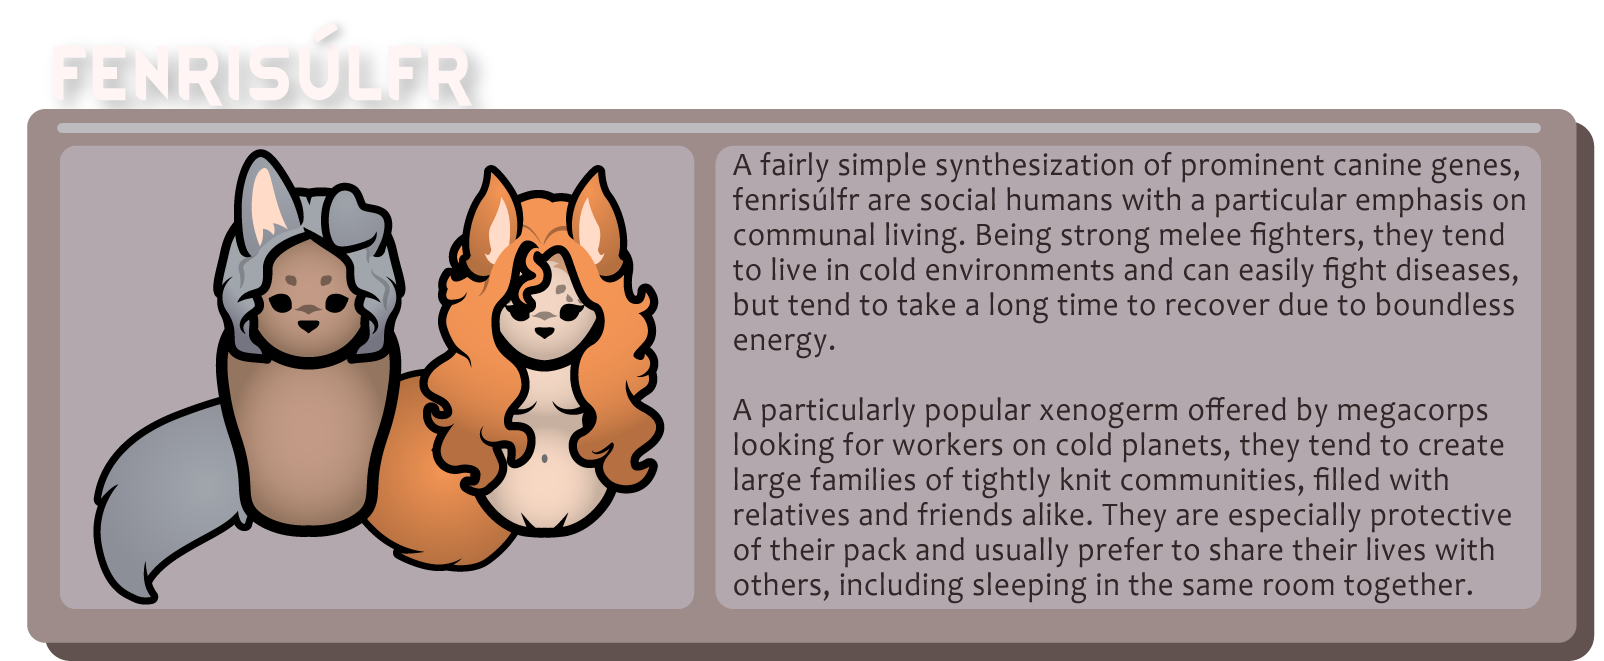 FENRISÚLFR
A fairly simple synthesization of prominent canine genes,
fenrisúlfr are social humans with a particular emphasis on
communal living. Being strong melee fighters, they tend
to live in cold environments and can easily fight diseases,
but tend to take a long time to recover due to boundless
energy.
A particularly popular xenogerm offered by megacorps
looking for workers on cold planets, they tend to create
large families of tightly knit communities, filled with
relatives and friends alike. They are especially protective
of their pack and usually prefer to share their lives with
others, including sleeping in the same room together.